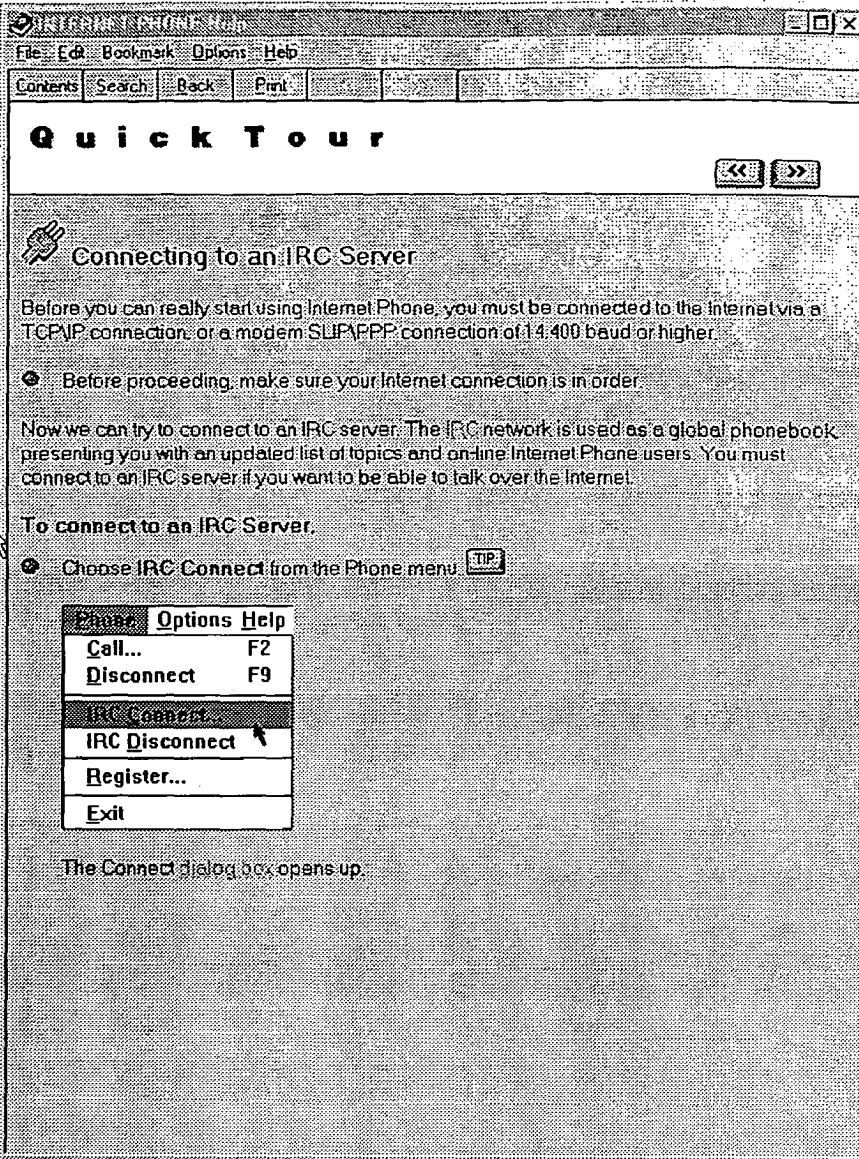 INTERNET PHONE Help
File Edit Bookmark Options Help
Contents Search Back Print
Quick Tour
<< >>
Connecting to an IRC Server
Before you can really start using Internet Phone, you must be connected to the Internet via a
TCP\IP connection, or a modem SLIP\PPP connection of 14,400 baud or higher.
Before proceeding, make sure your Internet connection is in order.
Now we can try to connect to an IRC server. The IRC network is used as a global phonebook
presenting you with an updated list of topics and on-line Internet Phone users. You must
connect to an IRC server if you want to be able to talk over the Internet.
To connect to an IRC Server,
Choose IRC Connect from the Phone menu. TIP
Phone Options Help
Call... F2
Disconnect F9
IRC Connect...
IRC Disconnect
Register...
Exit
The Connect dialog box opens up.